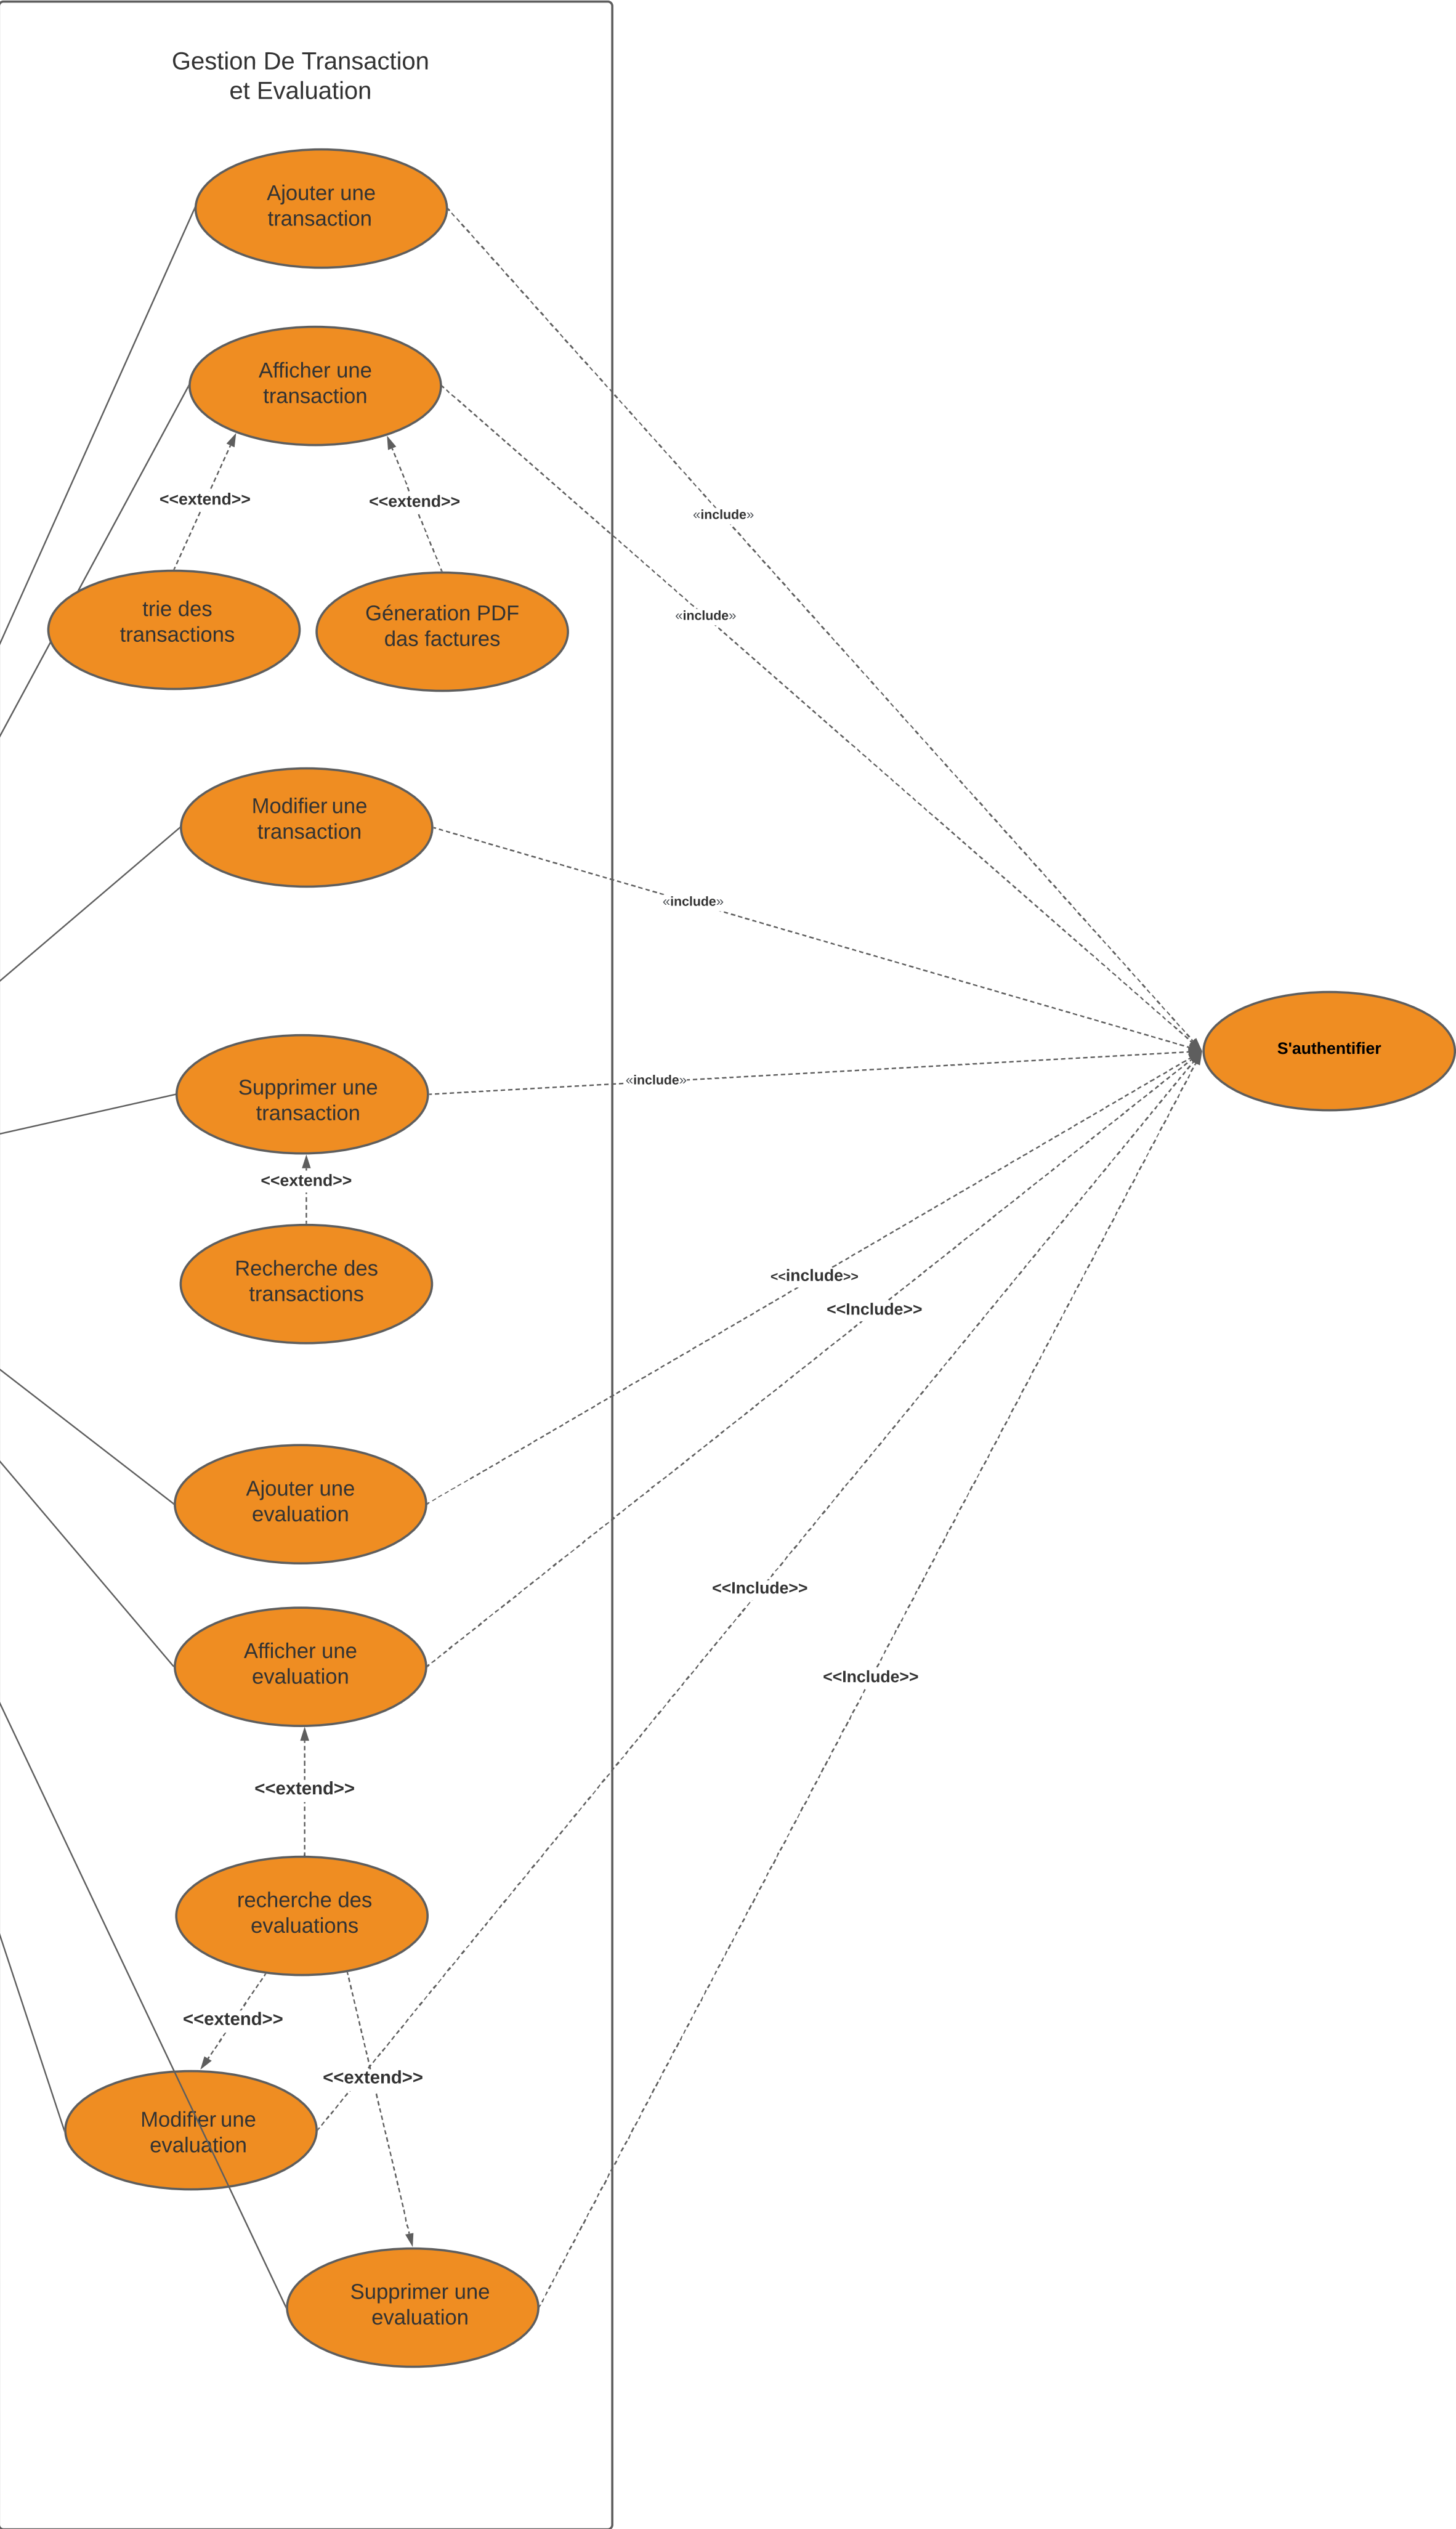 Gestion De Transaction
et Evaluation
Ajouter une
transaction
Afficher une
transaction
<<extend>>
<<extend>>
«include»
trie des
transactions
Géneration PDF
das factures
«include»
Modifier une
transaction
«include»
S'authentifier
Supprimer une
transaction
«include»
<<extend>>
Recherche des
transactions
<<include>>
<<Include>>
Ajouter une
evaluation
<<Include>>
Afficher une
evaluation
<<Include>>
<<extend>>
recherche des
evaluations
<<extend>>
<<extend>>
Modifier une
evaluation
Supprimer une
evaluation